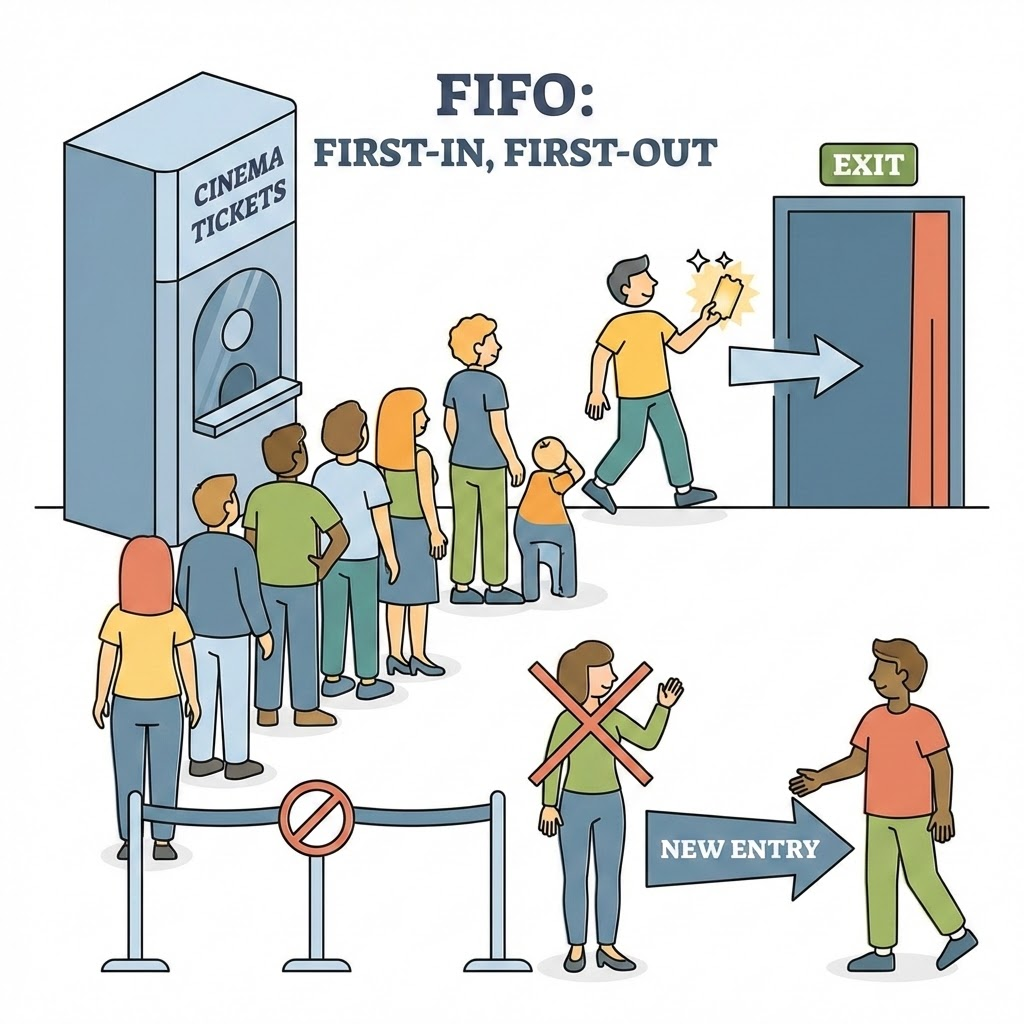 FIFO:
FIRST-IN, FIRST-OUT
CINEMA
TICKETS
EXIT
NEW ENTRY